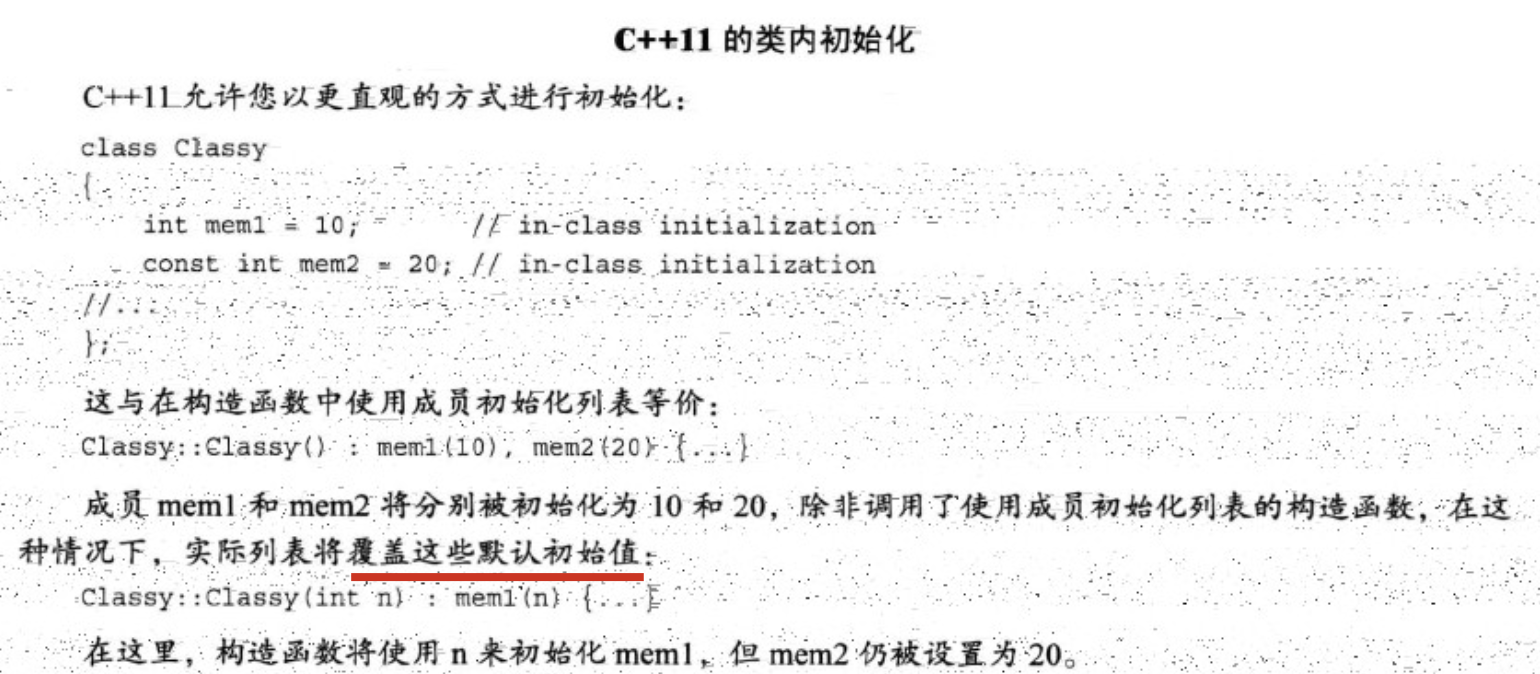 C++11 的类内初始化
C++11 允许您以更直观的方式进行初始化：
class Classy
{
int mem1 = 10; // in-class initialization
const int mem2 = 20; // in-class initialization
//...
};
这与在构造函数中使用成员初始化列表等价：
Classy::Classy() : mem1(10), mem2(20) {...}
成员 mem1 和 mem2 将分别被初始化为 10 和 20，除非调用了使用成员初始化列表的构造函数，在这
种情况下，实际列表将覆盖这些默认初始值：
Classy::Classy(int n) : mem1(n) {...}
在这里，构造函数将使用 n 来初始化 mem1，但 mem2 仍被设置为 20。